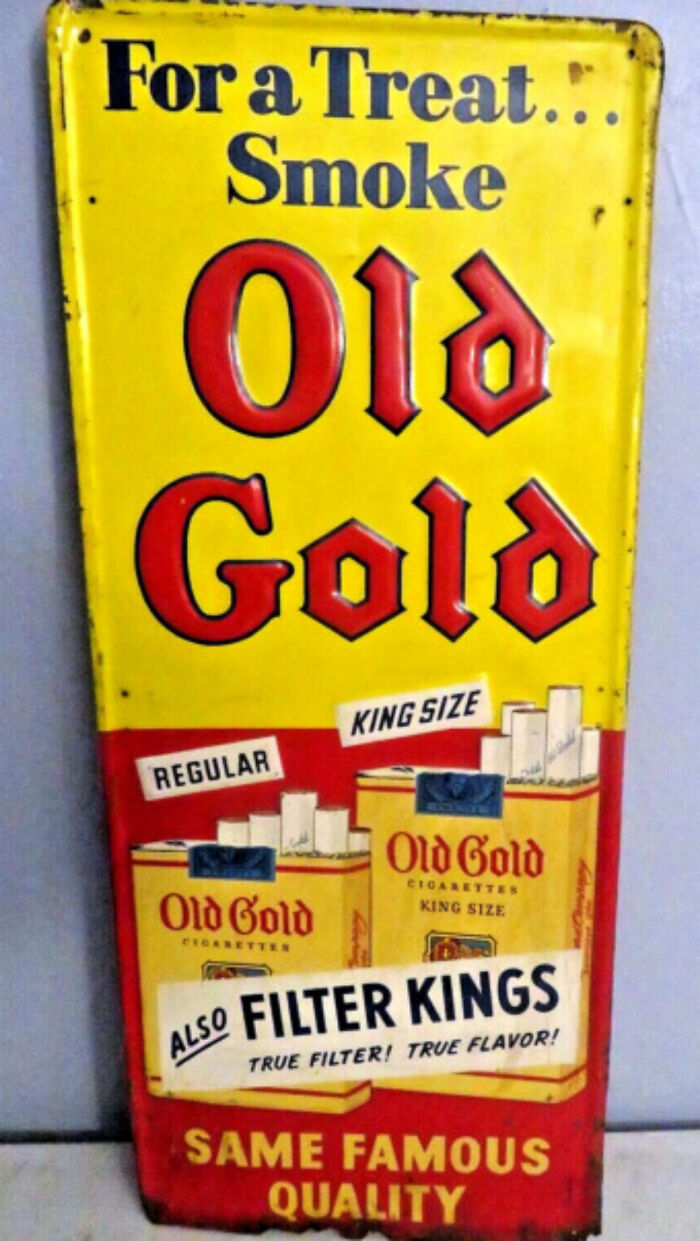 For a Treat...
Smoke
Old
Gold
KING SIZE
REGULAR
Old Gold
CIGARETTES
KING SIZE
Old Gold
CIGARETTES
ALSO FILTER KINGS
TRUE FILTER! TRUE FLAVOR!
SAME FAMOUS
QUALITY